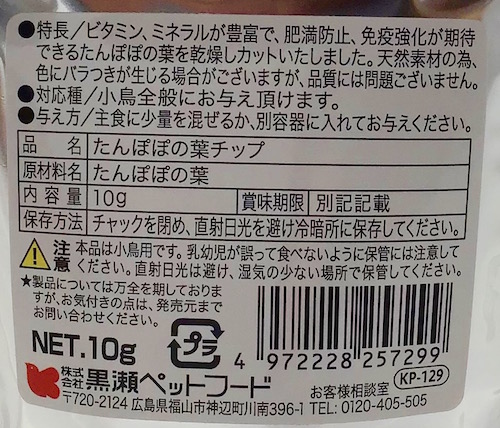 ●特長/ビタミン、ミネラルが豊富で、肥満防止、免疫強化が期待
できるたんぽぽの葉を乾燥しカットいたしました。天然素材の為、
色にバラつきが生じる場合がございますが、品質には問題ございません。
●対応種/小鳥全般にお与え頂けます。
●与え方/主食に少量を混ぜるか、別容器に入れてお与えください。
品名 たんぽぽの葉チップ
原材料名 たんぽぽの葉
内容量 10g 賞味期限 別記記載
保存方法 チャックを閉め、直射日光を避け冷暗所に保存してください。
注意 本品は小鳥用です。乳幼児が誤って食べないように保管には注意して
ください。直射日光は避け、湿気の少ない場所で保管してください。
★製品については万全を期しておりま
すが、お気付きの点は、発売元まで
お問い合わせください。
NET.10g
プラ
4 972228 257299
株式会社 黒瀬ペットフード
お客様相談室 KP-129
〒720-2124 広島県福山市神辺町川南396-1 TEL: 0120-405-505